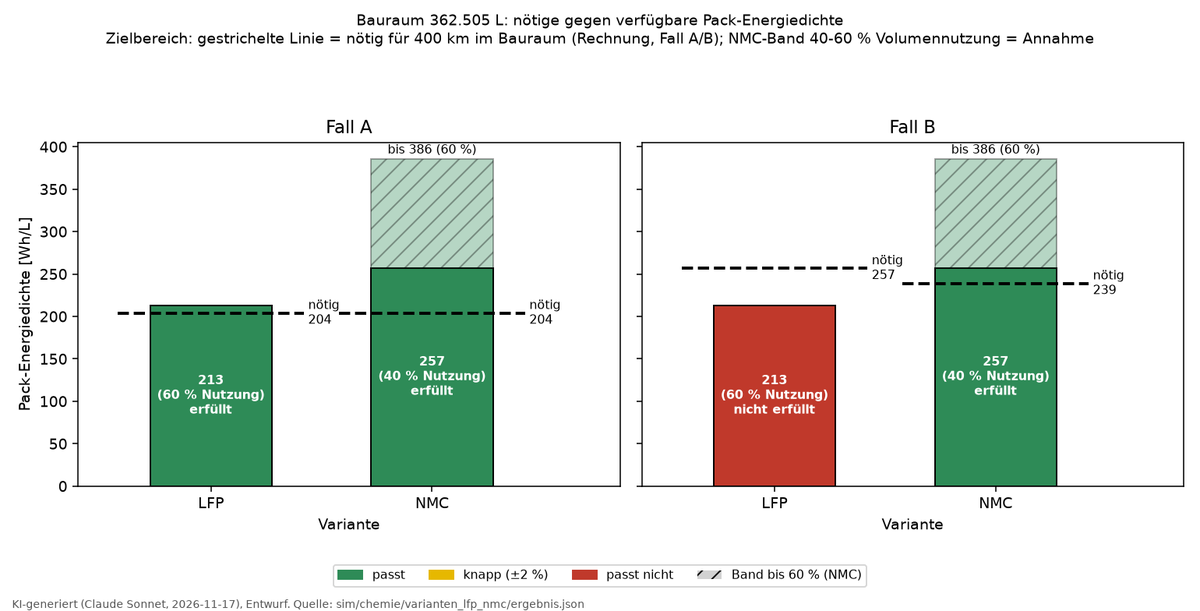 Bauraum 362.505 L: nötige gegen verfügbare Pack-Energiedichte
Zielbereich: gestrichelte Linie = nötig für 400 km im Bauraum (Rechnung, Fall A/B); NMC-Band 40-60 % Volumennutzung = Annahme
Fall A
Pack-Energiedichte [Wh/L]
400
350
300
250
200
150
100
50
0
bis 386 (60 %)
nötig
204
nötig
204
213
(60 % Nutzung)
erfüllt
257
(40 % Nutzung)
erfüllt
LFP
NMC
Variante
Fall B
bis 386 (60 %)
nötig
257
nötig
239
213
(60 % Nutzung)
nicht erfüllt
257
(40 % Nutzung)
erfüllt
LFP
NMC
Variante
passt
knapp (±2 %)
passt nicht
Band bis 60 % (NMC)
KI-generiert (Claude Sonnet, 2026-11-17), Entwurf. Quelle: sim/chemie/varianten_lfp_nmc/ergebnis.json